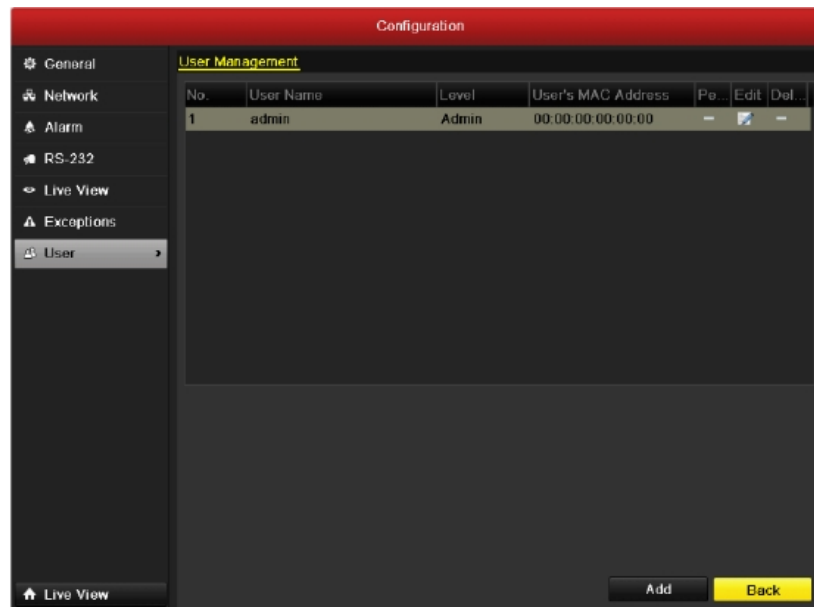 Configuration
General
Network
Alarm
RS-232
Live View
Exceptions
User
Live View
User Management
No. User Name Level User's MAC Address Pe... Edit Del...
1 admin Admin 00:00:00:00:00:00 – –
Add Back